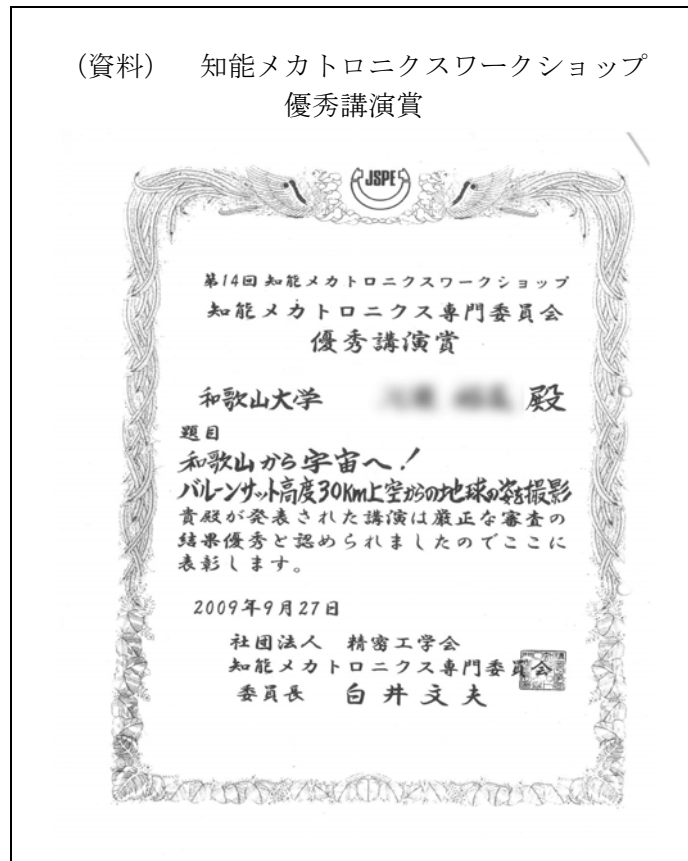 （資料）　知能メカトロニクスワークショップ
優秀講演賞
JSPE
第14回 知能メカトロニクスワークショップ
知能メカトロニクス専門委員会
優秀講演賞
和歌山大学　殿
題目
和歌山から宇宙へ！
バルーンサット高度30Km上空からの地球の姿を撮影
貴殿が発表された講演は厳正な審査の
結果優秀と認められましたのでここに
表彰します。
2009年9月27日
社団法人　精密工学会
知能メカトロニクス専門委員会
委員長　白井文夫